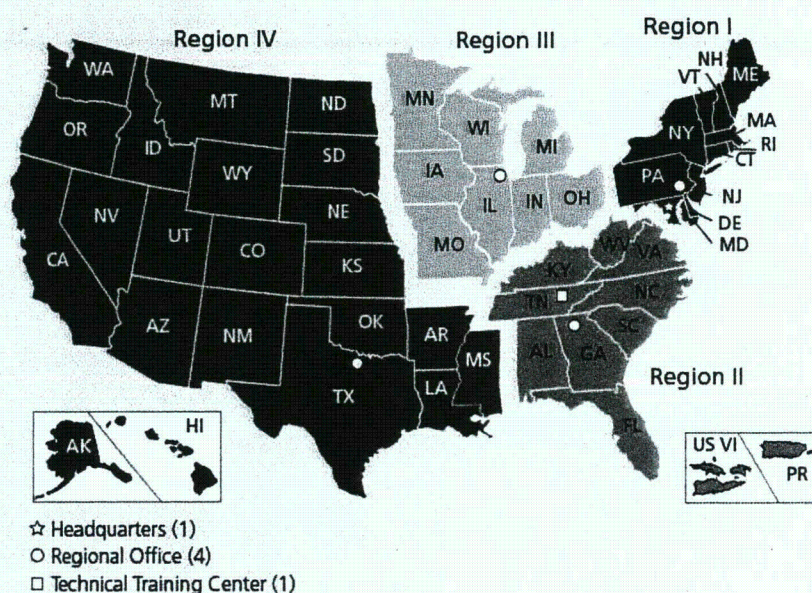 Region IV
Region III
Region I
WA
MT
ND
MN
VT
NH
ME
OR
ID
SD
WI
MI
NY
MA
RI
CT
WY
IA
PA
NJ
NV
NE
IL
IN
OH
DE
MD
UT
CO
CA
KS
MO
WV
VA
KY
AZ
NM
OK
AR
TN
NC
SC
TX
LA
MS
AL
GA
Region II
FL
AK
HI
US VI
PR
☆ Headquarters (1)
○ Regional Office (4)
□ Technical Training Center (1)